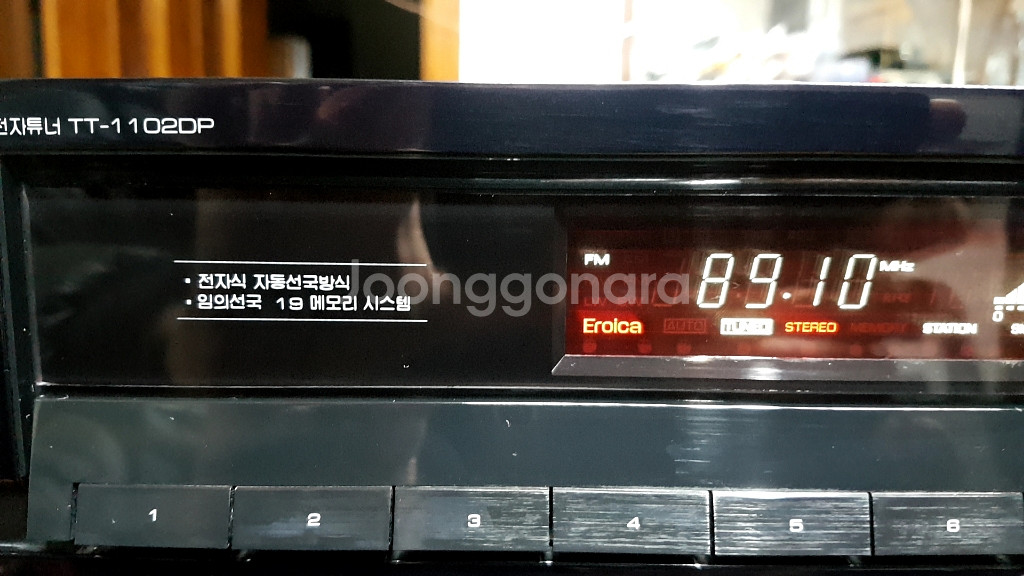 전자튜너 TT-1102DP
• 전자식 자동선국방식
• 임의선국 19 메모리 시스템
Joonggonara
FM 89.10 MHz
Eroica AUTO TUNED STEREO MEMORY STATION
0
1 2 3 4 5 6